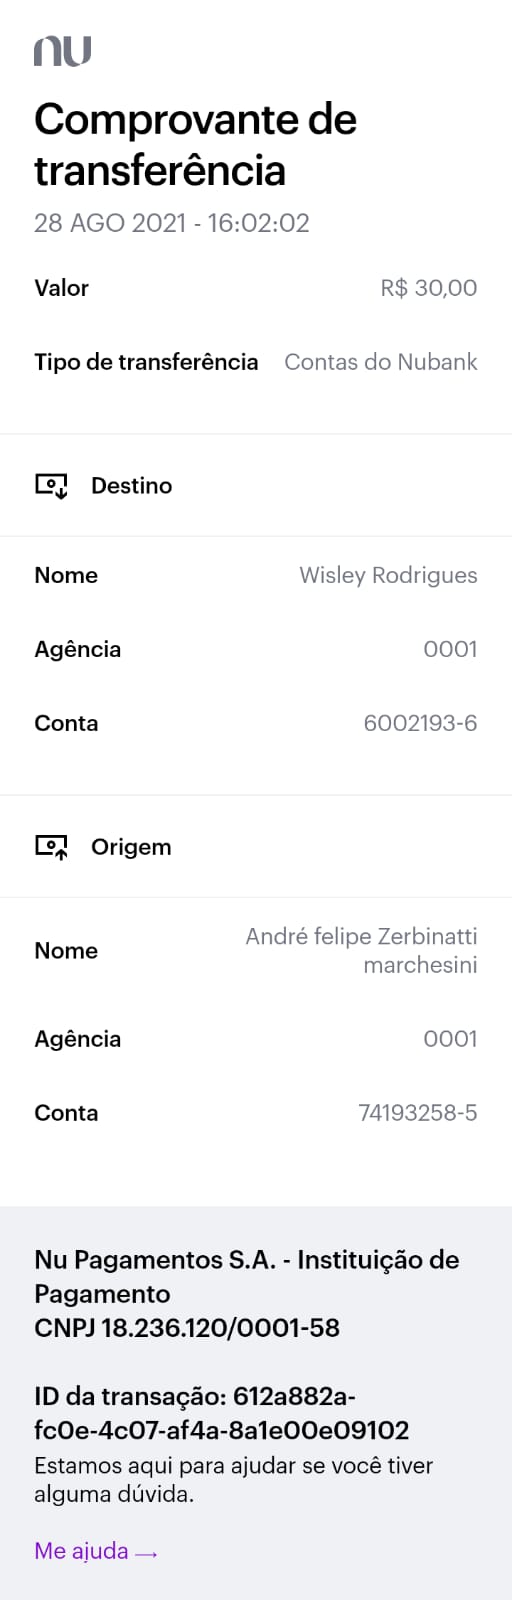 nu
Comprovante de
transferência
28 AGO 2021 - 16:02:02
Valor R$ 30,00
Tipo de transferência Contas do Nubank
Destino
Nome Wisley Rodrigues
Agência 0001
Conta 6002193-6
Origem
Nome André felipe Zerbinatti
marchesini
Agência 0001
Conta 74193258-5
Nu Pagamentos S.A. - Instituição de
Pagamento
CNPJ 18.236.120/0001-58
ID da transação: 612a882a-
fc0e-4c07-af4a-8a1e00e09102
Estamos aqui para ajudar se você tiver
alguma dúvida.
Me ajuda →